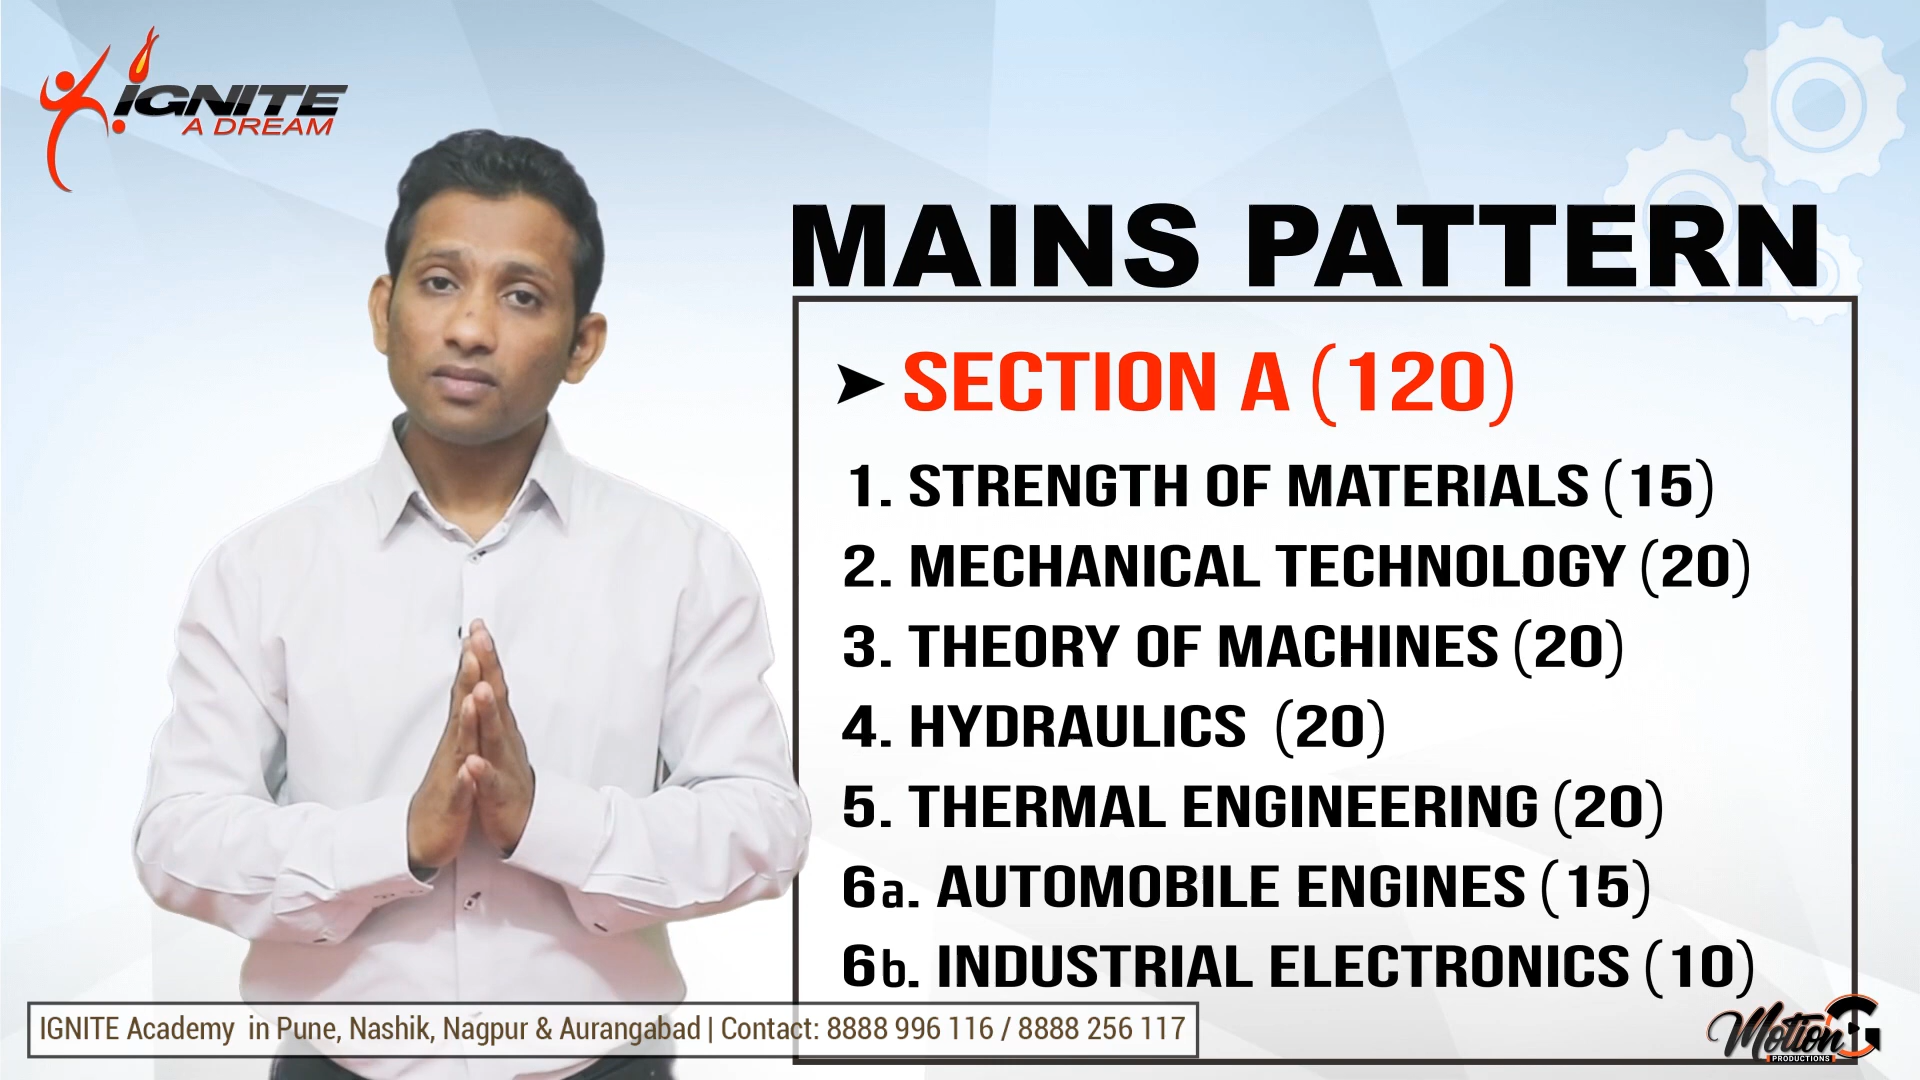 IGNITE
A DREAM
MAINS PATTERN
➤ SECTION A (120)
1. STRENGTH OF MATERIALS (15)
2. MECHANICAL TECHNOLOGY (20)
3. THEORY OF MACHINES (20)
4. HYDRAULICS (20)
5. THERMAL ENGINEERING (20)
6a. AUTOMOBILE ENGINES (15)
6b. INDUSTRIAL ELECTRONICS (10)
IGNITE Academy in Pune, Nashik, Nagpur & Aurangabad | Contact: 8888 996 116 / 8888 256 117
Motion G
PRODUCTIONS